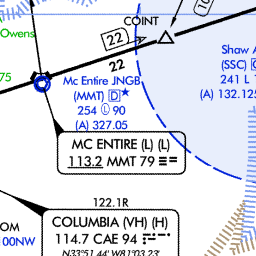 COINT
10
Owens
22
22
Shaw A
(SSC)
75
Mc Entire JNGB
(MMT) D★
254 Ⓛ 90
(A) 327.05
241 L
(A) 132.125
MC ENTIRE (L) (L)
113.2 MMT 79
122.1R
OM
00NW
COLUMBIA (VH) (H)
114.7 CAE 94
N33°51.44' W81°03.23'